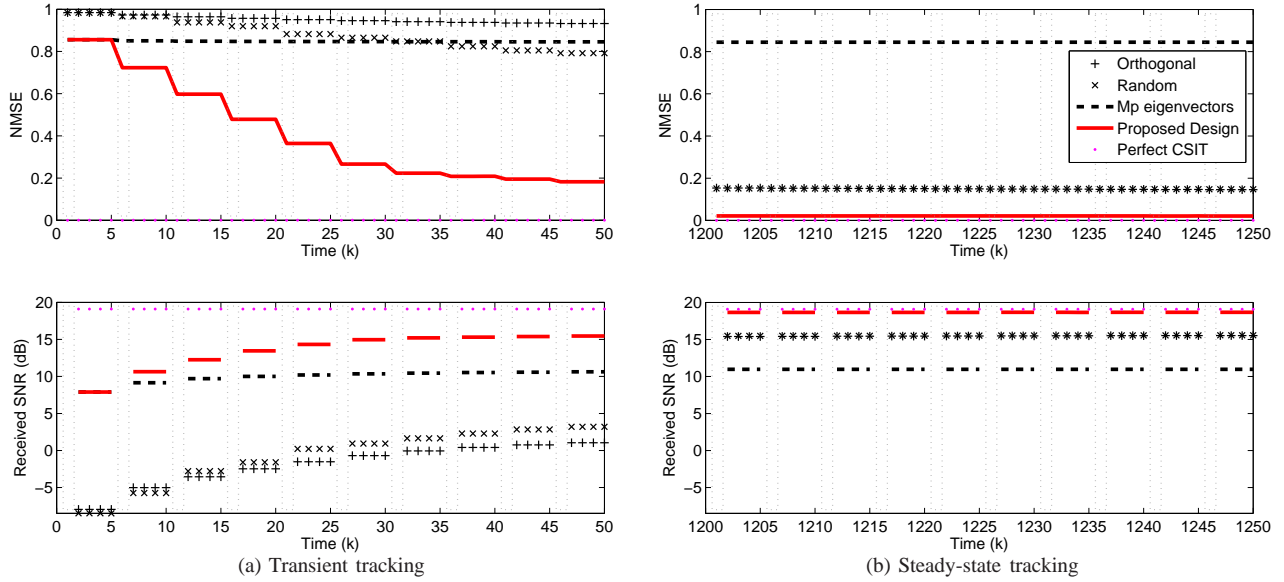 1
0.8
0.6
0.4
0.2
0
NMSE
0 5 10 15 20 25 30 35 40 45 50
Time (k)
1
0.8
0.6
0.4
0.2
0
NMSE
1200 1205 1210 1215 1220 1225 1230 1235 1240 1245 1250
Time (k)
Orthogonal
Random
Mp eigenvectors
Proposed Design
Perfect CSIT
20
15
10
5
0
−5
Received SNR (dB)
0 5 10 15 20 25 30 35 40 45 50
Time (k)
(a) Transient tracking
20
15
10
5
0
−5
Received SNR (dB)
1200 1205 1210 1215 1220 1225 1230 1235 1240 1245 1250
Time (k)
(b) Steady-state tracking